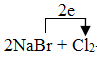 2e
2NaBr + Cl₂